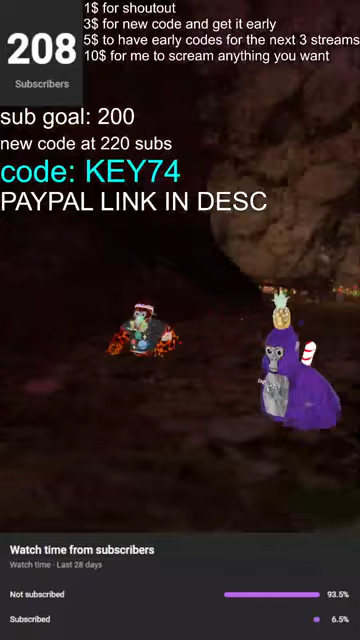 1$ for shoutout
3$ for new code and get it early
5$ to have early codes for the next 3 streams
10$ for me to scream anything you want
208
Subscribers
sub goal: 200
new code at 220 subs
code: KEY74
PAYPAL LINK IN DESC
Watch time from subscribers
Watch time · Last 28 days
Not subscribed 93.5%
Subscribed 6.5%